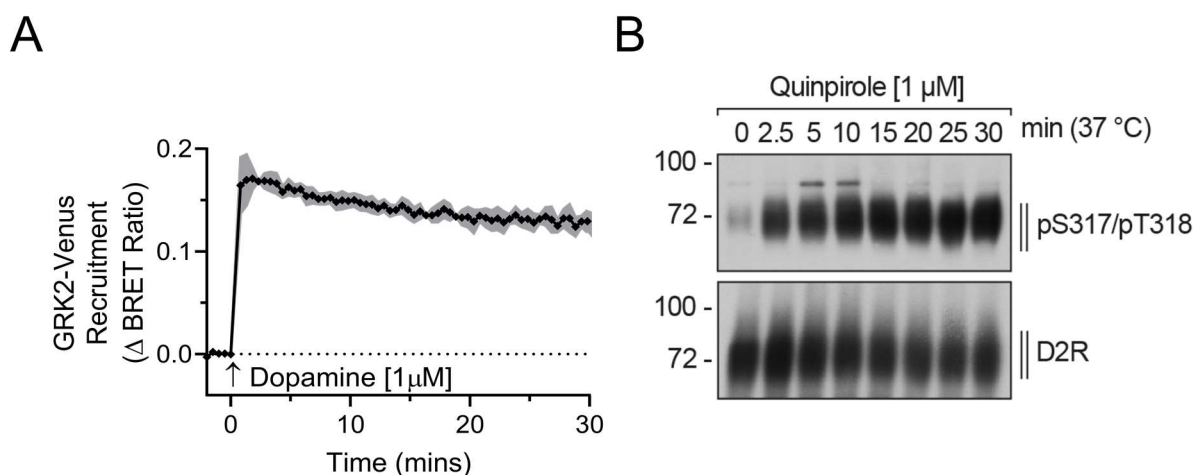 A
GRK2-Venus
Recruitment
(Δ BRET Ratio)
0.2
0.1
0.0
↑ Dopamine [1μM]
0 10 20 30
Time (mins)
B
Quinpirole [1 µM]
0 2.5 5 10 15 20 25 30 min (37 °C)
100 -
72 -
pS317/pT318
100 -
72 -
D2R